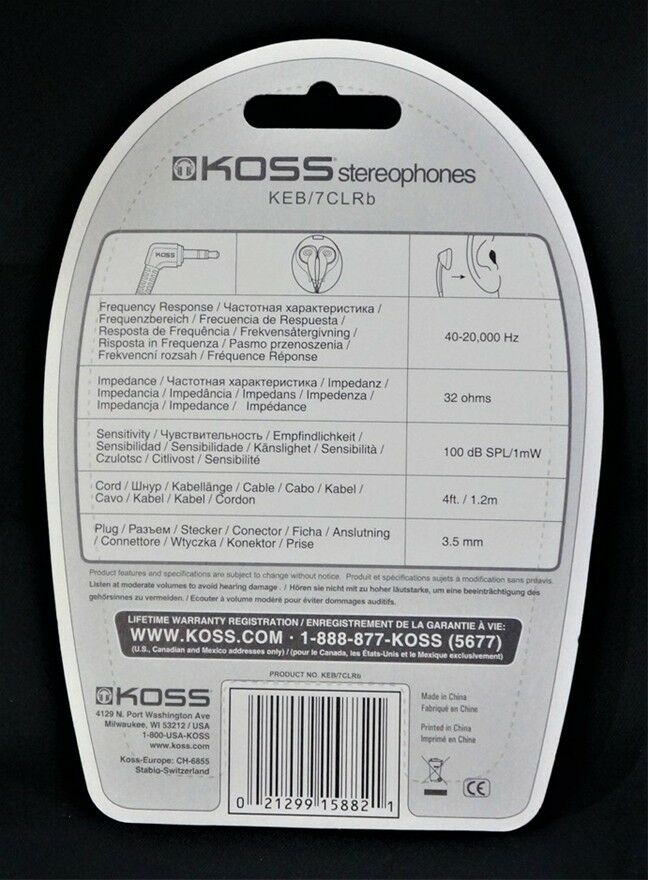 KOSS stereophones
KEB/7CLRb
KOSS
Frequency Response / Частотная характеристика /
Frequenzbereich / Frecuencia de Respuesta /
Resposta de Frequência / Frekvensåtergivning /
Risposta in Frequenza / Pasmo przenoszenia /
Frekvencní rozsah / Fréquence Réponse
40-20,000 Hz
Impedance / Частотная характеристика / Impedanz /
Impedancia / Impedância / Impedans / Impedenza /
Impedancja / Impedance / Impédance
32 ohms
Sensitivity / Чувствительность / Empfindlichkeit /
Sensibilidad / Sensibilidade / Känslighet / Sensibilità /
Czulotsc / Citlivost / Sensibilité
100 dB SPL/1mW
Cord / Шнур / Kabellänge / Cable / Cabo / Kabel /
Cavo / Kabel / Kabel / Cordon
4ft. / 1.2m
Plug / Разъем / Stecker / Conector / Ficha / Anslutning
/ Connettore / Wtyczka / Konektor / Prise
3.5 mm
Product features and specifications are subject to change without notice. Produit et spécifications sujets à modification sans préavis.
Listen at moderate volumes to avoid hearing damage . / Hören sie nicht mit zu hoher läutstarke, um eine beeinträchtigung des
gehörsinnes zu vermeiden. / Ecouter à volume modéré pour éviter dommages auditifs.
LIFETIME WARRANTY REGISTRATION / ENREGISTREMENT DE LA GARANTIE À VIE:
WWW.KOSS.COM · 1-888-877-KOSS (5677)
(U.S., Canadian and Mexico addresses only) / (pour le Canada, les États-Unis et le Mexique exclusivement)
PRODUCT NO. KEB/7CLRb
KOSS
4129 N. Port Washington Ave
Milwaukee, WI 53212 / USA
1-800-USA-KOSS
www.koss.com
Koss-Europe: CH-6855
Stabio-Switzerland
0 21299 15882 1
Made in China
Fabriqué en Chine
Printed in China
Imprimé en Chine
CE